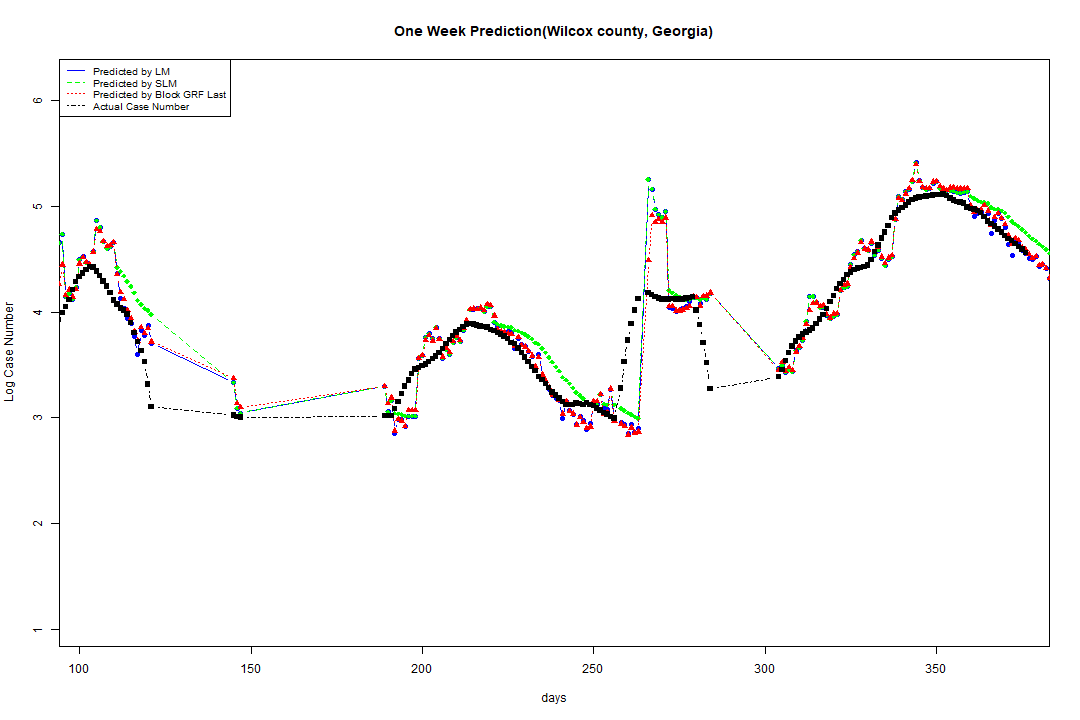 One Week Prediction(Wilcox county, Georgia)
Predicted by LM
Predicted by SLM
Predicted by Block GRF Last
Actual Case Number
6
5
4
3
2
1
Log Case Number
100 150 200 250 300 350
days